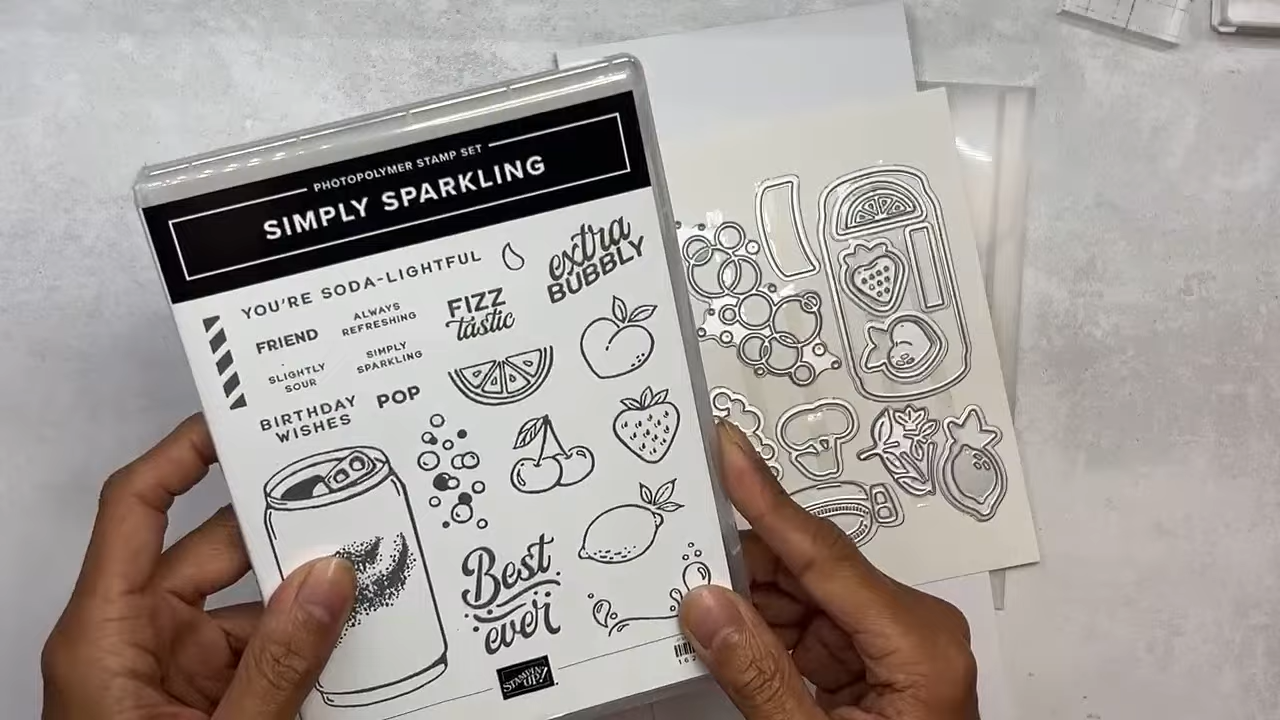 PHOTOPOLYMER STAMP SET
SIMPLY SPARKLING
YOU'RE SODA-LIGHTFUL
extra
BUBBLY
FRIEND
ALWAYS
REFRESHING
FIZZ
tastic
SLIGHTLY
SOUR
SIMPLY
SPARKLING
BIRTHDAY
WISHES
POP
Best
ever
STAMPIN'
UP!